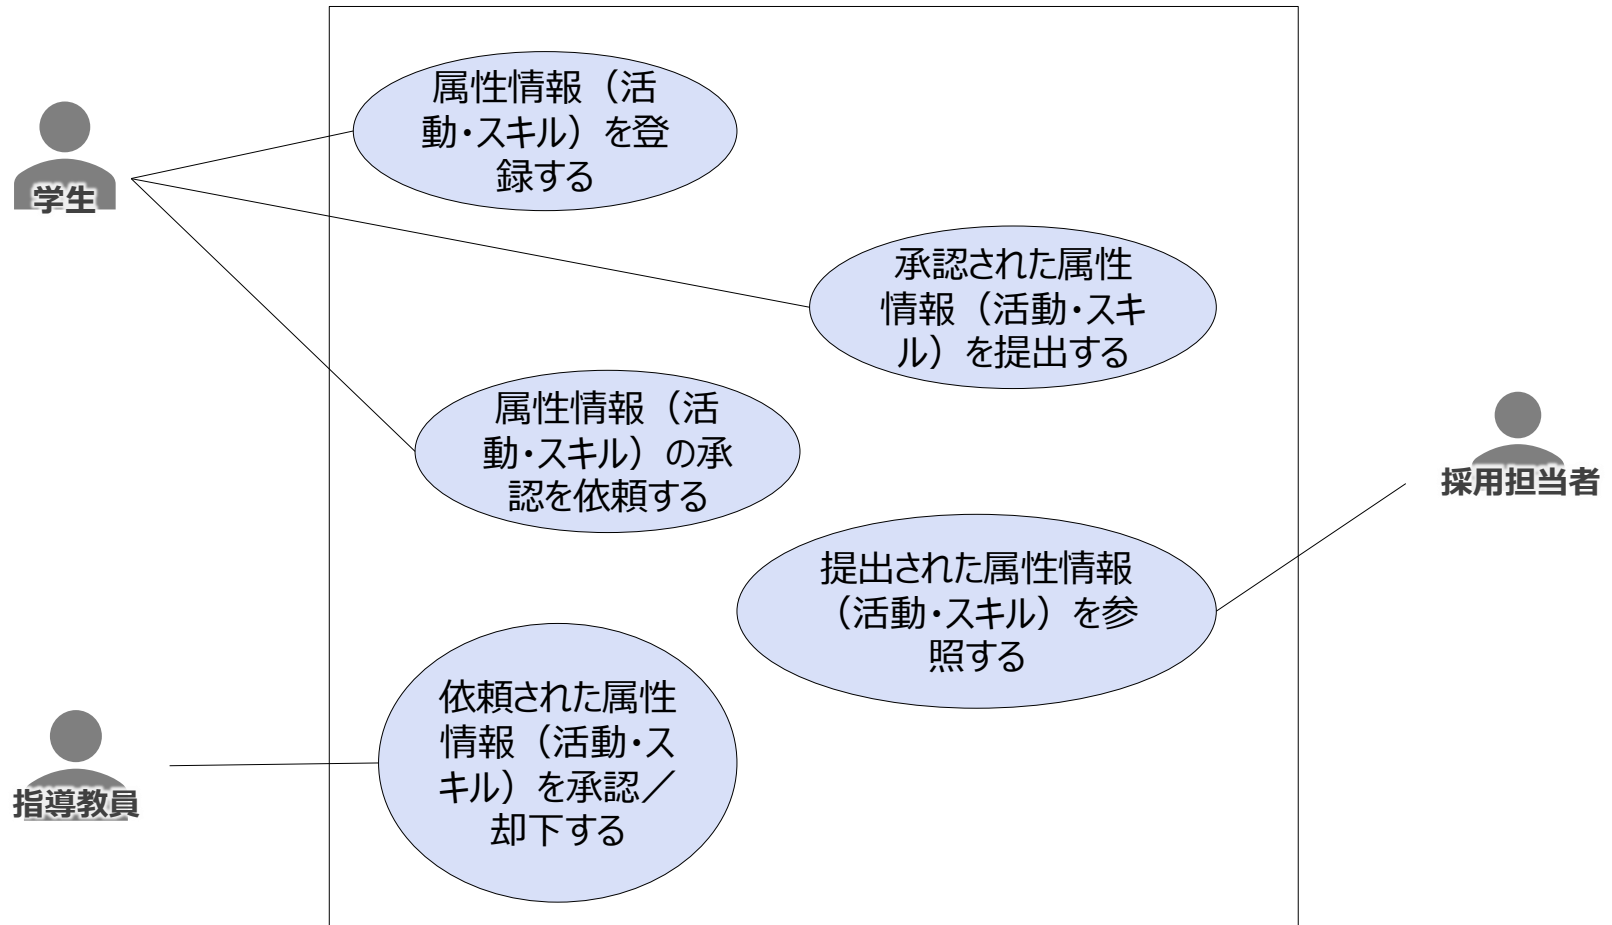 属性情報（活
動・スキル）を登
録する
学生
承認された属性
情報（活動・スキ
ル）を提出する
属性情報（活
動・スキル）の承
認を依頼する
採用担当者
提出された属性情報
（活動・スキル）を参
照する
依頼された属性
情報（活動・ス
キル）を承認／
却下する
指導教員